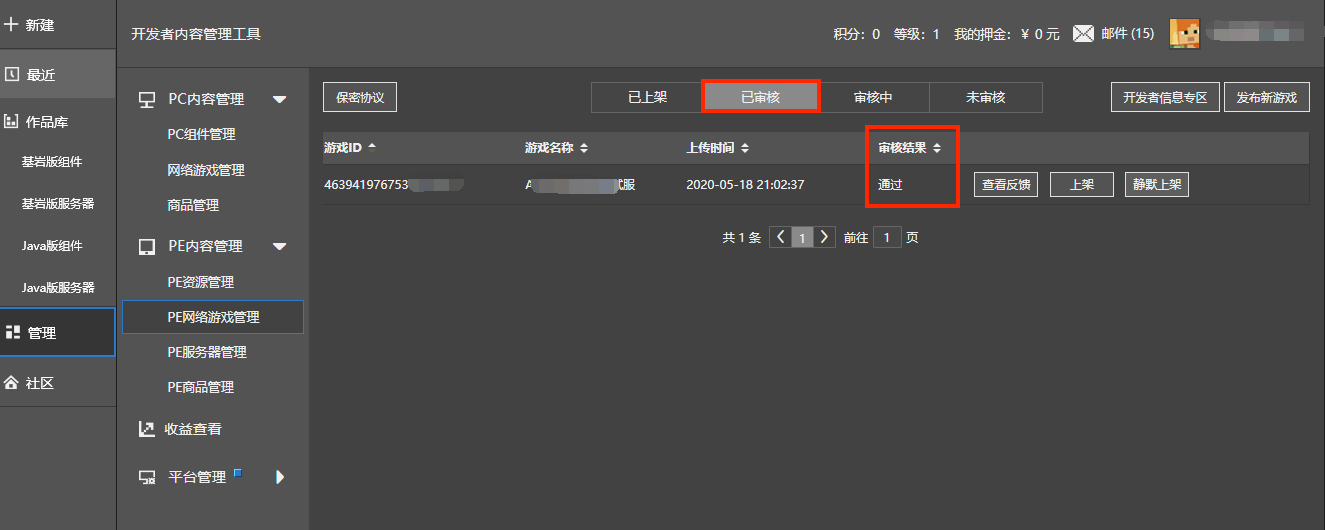 新建
最近
作品库
基岩版组件
基岩版服务器
Java版组件
Java版服务器
管理
社区
开发者内容管理工具
积分：0 等级：1 我的押金：￥ 0 元 邮件 (15)
PC内容管理
PC组件管理
网络游戏管理
商品管理
PE内容管理
PE资源管理
PE网络游戏管理
PE服务器管理
PE商品管理
收益查看
平台管理
保密协议 已上架 已审核 审核中 未审核 开发者信息专区 发布新游戏
游戏ID 游戏名称 上传时间 审核结果
463941976753 A 服 2020-05-18 21:02:37 通过 查看反馈 上架 静默上架
共 1 条 1 前往 1 页